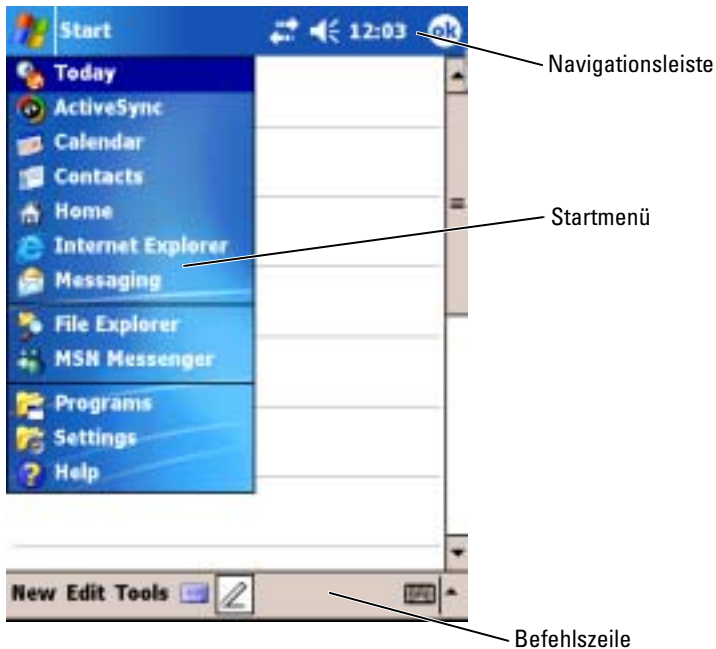 Start 12:03 ok
Navigationsleiste
Today
ActiveSync
Calendar
Contacts
Home
Startmenü
Internet Explorer
Messaging
File Explorer
MSN Messenger
Programs
Settings
Help
New Edit Tools
Befehlszeile